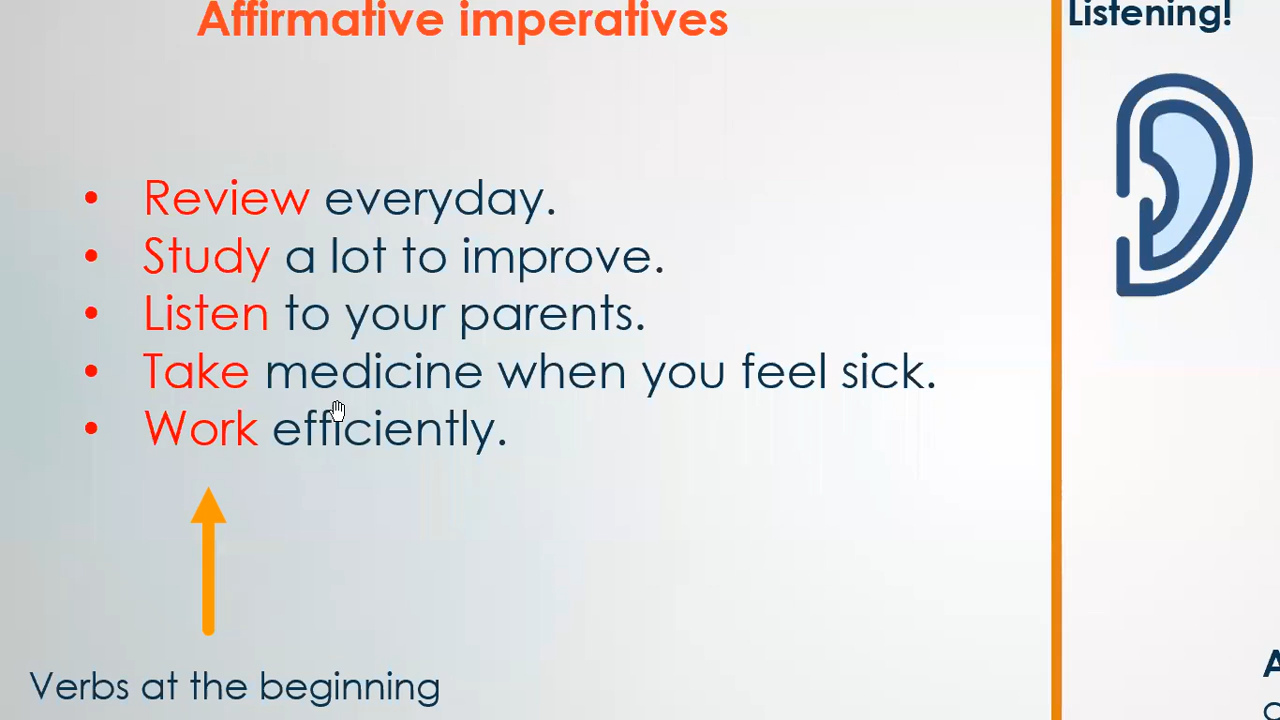 Affirmative imperatives
Listening!
• Review everyday.
• Study a lot to improve.
• Listen to your parents.
• Take medicine when you feel sick.
• Work efficiently.
Verbs at the beginning